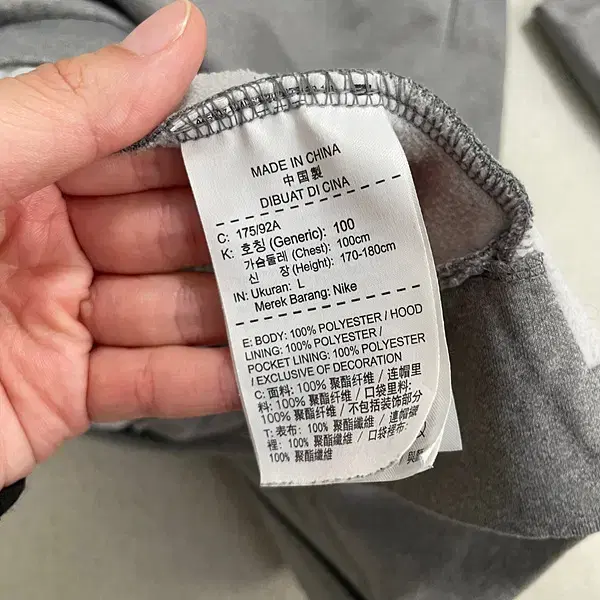 MADE IN CHINA
中国製
DIBUAT DI CINA
C: 175/92A
K: 호칭 (Generic): 100
가슴둘레 (Chest): 100cm
신 장 (Height): 170-180cm
IN: Ukuran: L
Merek Barang: Nike
E: BODY: 100% POLYESTER / HOOD
LINING: 100% POLYESTER /
POCKET LINING: 100% POLYESTER
/ EXCLUSIVE OF DECORATION
C: 面料: 100% 聚酯纤维 / 连帽里
料: 100% 聚酯纤维 / 口袋里料:
100% 聚酯纤维 / 不包括装饰部分
T: 表布: 100% 聚酯纖維 / 連帽襯
裡: 100% 聚酯纖維 / 口袋裡布:
100% 聚酯纖維